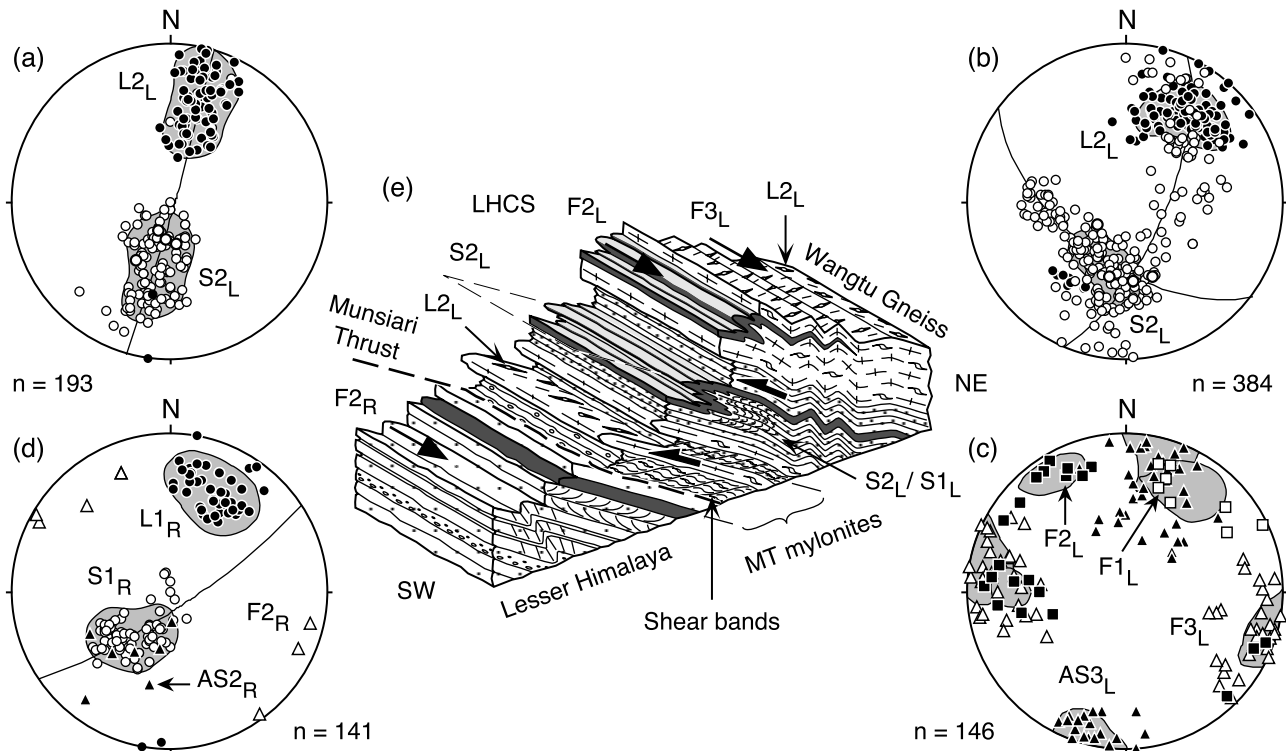 N
(a)
L2L
S2L
n = 193
N
(b)
L2L
S2L
n = 384
(e)
LHCS
F2L
F3L
L2L
Wangtu Gneiss
S2L
L2L
Munsiari
Thrust
F2R
NE
S2L / S1L
MT mylonites
SW
Lesser Himalaya
Shear bands
N
(d)
L1R
S1R
F2R
AS2R
n = 141
N
(c)
F2L
F1L
F3L
AS3L
n = 146